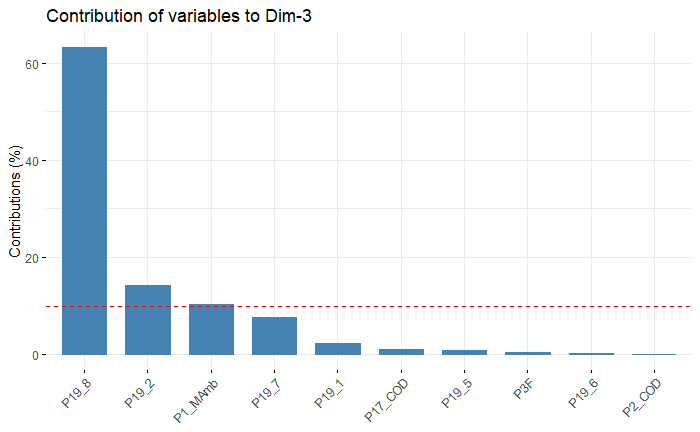 Contribution of variables to Dim-3
Contributions (%)
60
40
20
0
P19_8
P19_2
P1_MAmb
P19_7
P19_1
P17_COD
P19_5
P3F
P19_6
P2_COD